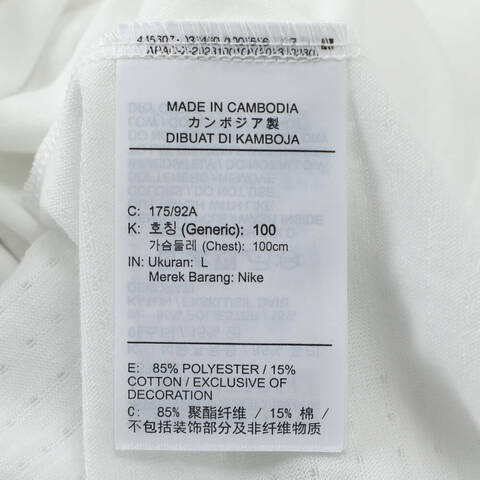 MADE IN CAMBODIA
カンボジア製
DIBUAT DI KAMBOJA
C: 175/92A
K: 호칭 (Generic): 100
가슴둘레 (Chest): 100cm
IN: Ukuran: L
Merek Barang: Nike
E: 85% POLYESTER / 15%
COTTON / EXCLUSIVE OF
DECORATION
C: 85% 聚酯纤维 / 15% 棉 /
不包括装饰部分及非纤维物质